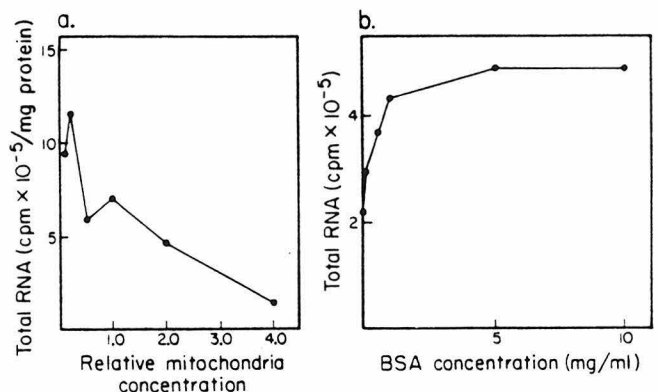 a.
Total RNA (cpm × 10⁻⁵/mg protein)
15
10
5
1.0 2.0 3.0 4.0
Relative mitochondria
concentration
b.
Total RNA (cpm × 10⁻⁵)
4
2
5 10
BSA concentration (mg/ml)